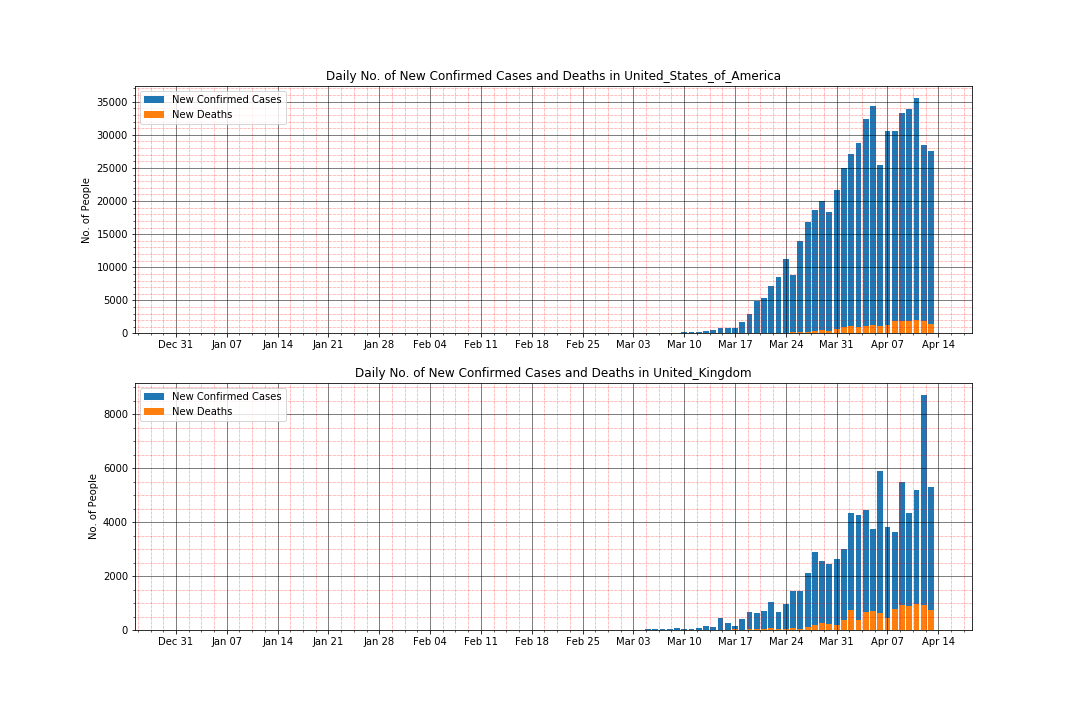 Daily No. of New Confirmed Cases and Deaths in United_States_of_America
New Confirmed Cases
New Deaths
No. of People
35000
30000
25000
20000
15000
10000
5000
0
Dec 31 Jan 07 Jan 14 Jan 21 Jan 28 Feb 04 Feb 11 Feb 18 Feb 25 Mar 03 Mar 10 Mar 17 Mar 24 Mar 31 Apr 07 Apr 14
Daily No. of New Confirmed Cases and Deaths in United_Kingdom
New Confirmed Cases
New Deaths
No. of People
8000
6000
4000
2000
0
Dec 31 Jan 07 Jan 14 Jan 21 Jan 28 Feb 04 Feb 11 Feb 18 Feb 25 Mar 03 Mar 10 Mar 17 Mar 24 Mar 31 Apr 07 Apr 14